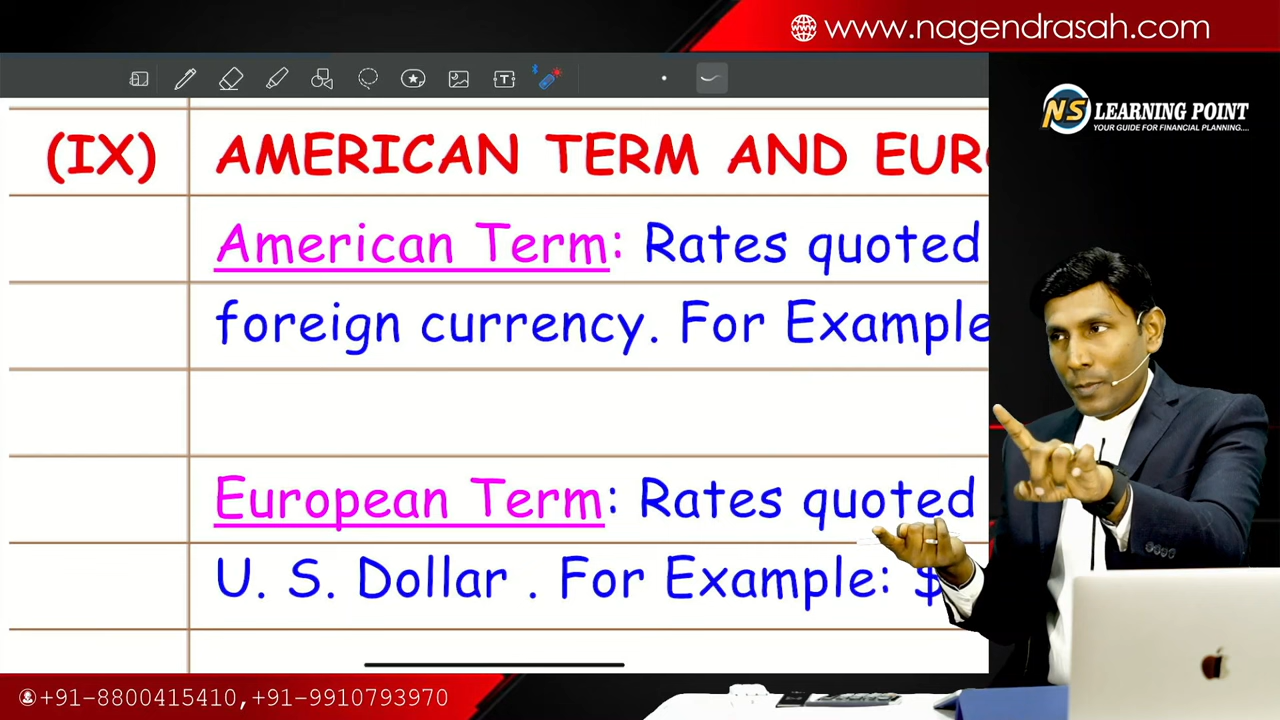 www.nagendrasah.com
NS LEARNING POINT
YOUR GUIDE FOR FINANCIAL PLANNING....
(IX) AMERICAN TERM AND EUR
American Term: Rates quoted
foreign currency. For Example
European Term: Rates quoted
U. S. Dollar . For Example: $
+91-8800415410,+91-9910793970